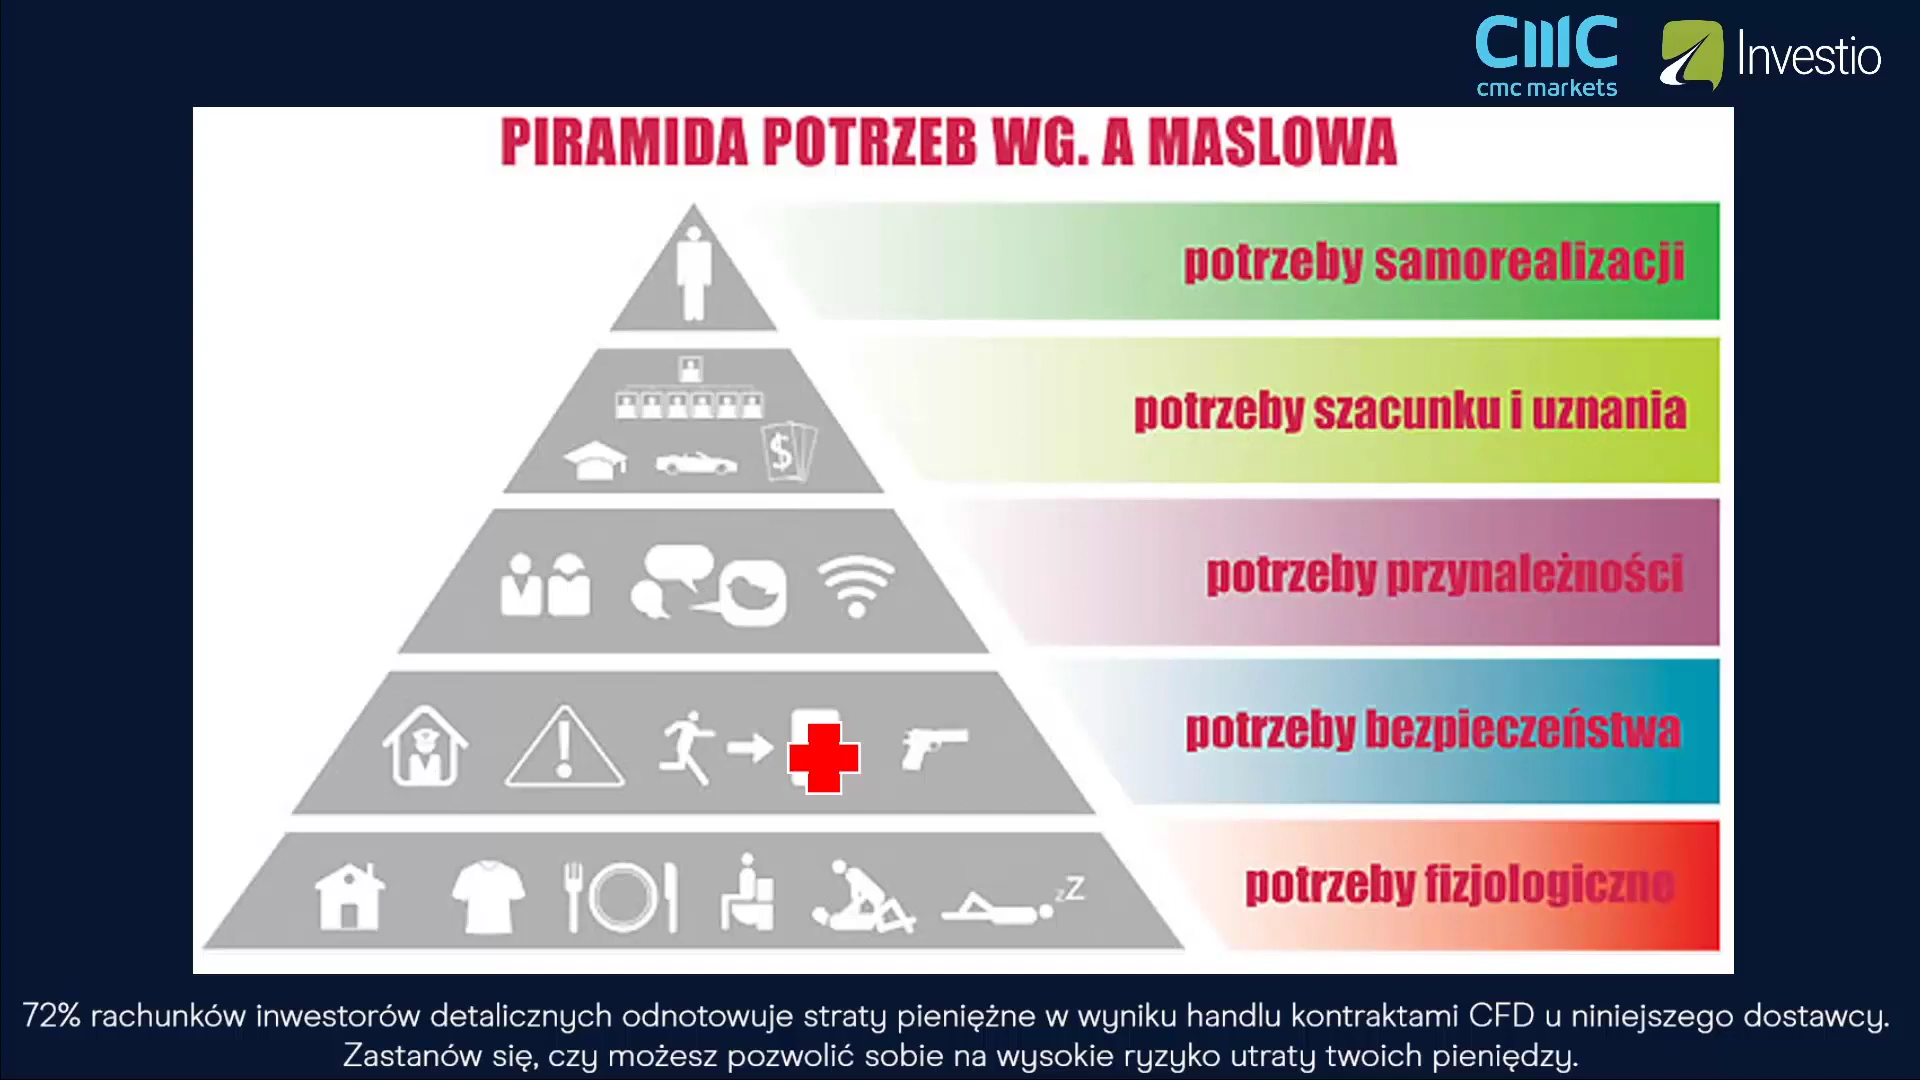 CMC
cmc markets
Investio
PIRAMIDA POTRZEB WG. A MASLOWA
potrzeby samorealizacji
$
potrzeby szacunku i uznania
potrzeby przynależności
!
potrzeby bezpieczeństwa
zZ
potrzeby fizjologiczne
72% rachunków inwestorów detalicznych odnotowuje straty pieniężne w wyniku handlu kontraktami CFD u niniejszego dostawcy.
Zastanów się, czy możesz pozwolić sobie na wysokie ryzyko utraty twoich pieniędzy.